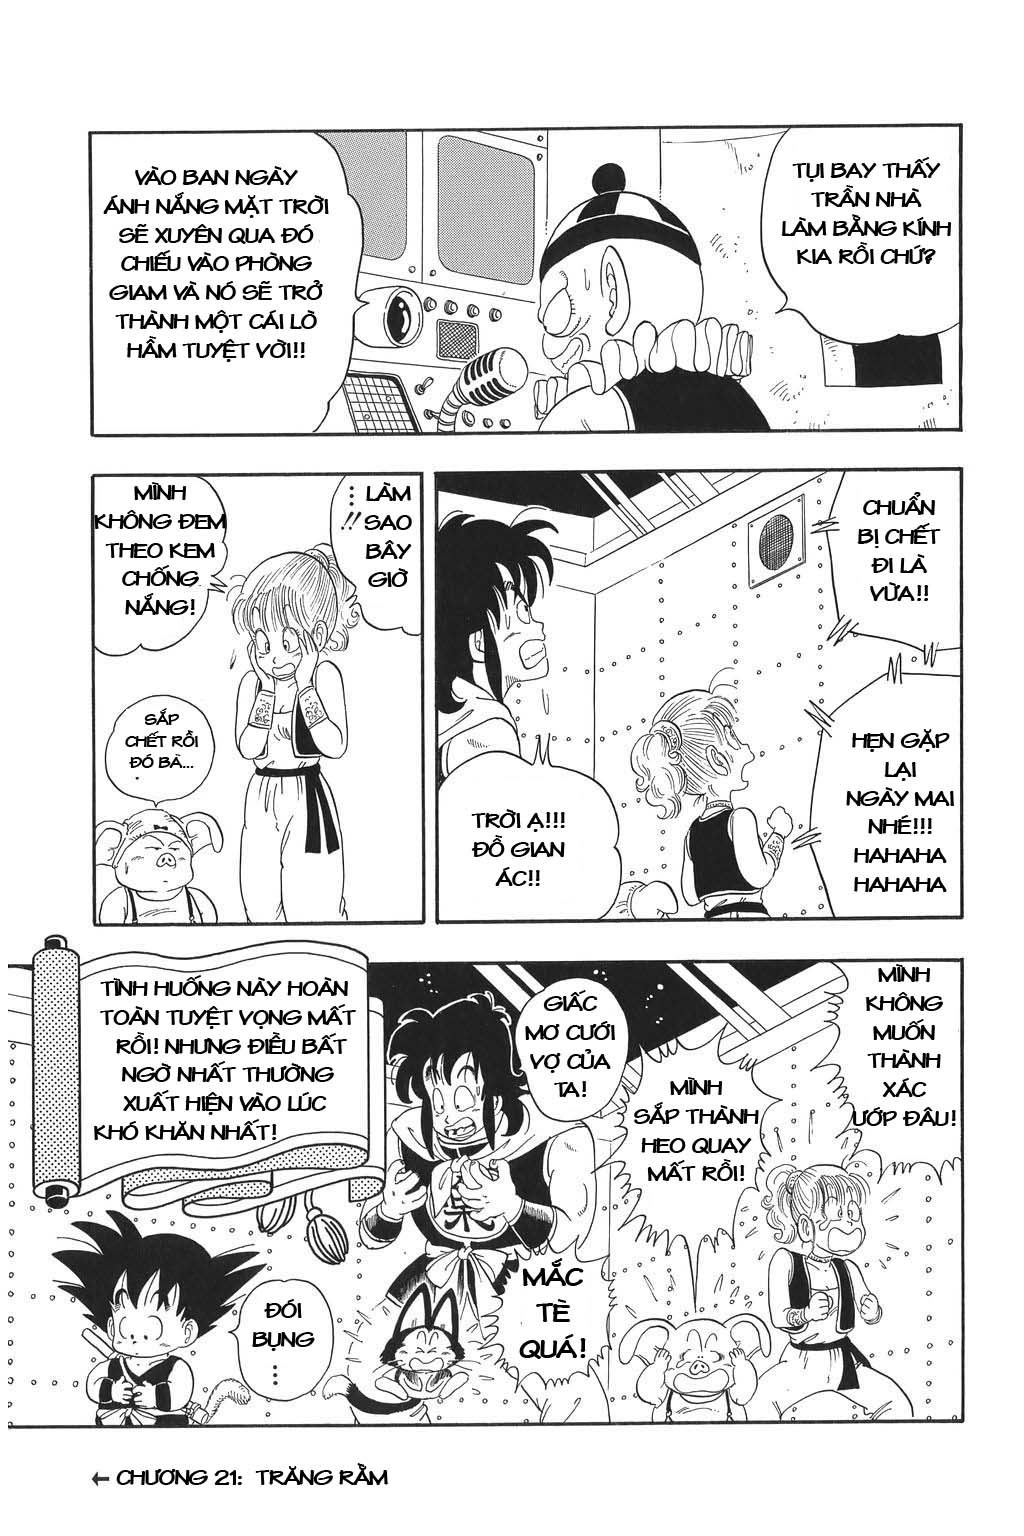 TỤI BAY THẤY
TRẦN NHÀ
LÀM BẰNG KÍNH
KIA RỒI CHỨ?
VÀO BAN NGÀY
ÁNH NẮNG MẶT TRỜI
SẼ XUYÊN QUA ĐÓ
CHIẾU VÀO PHÒNG
GIAM VÀ NÓ SẼ TRỞ
THÀNH MỘT CÁI LÒ
HẦM TUYỆT VỜI!!
CHUẨN
BỊ CHẾT
ĐI LÀ
VỪA!!
HẸN GẶP
LẠI
NGÀY MAI
NHÉ!!!
HAHAHA
HAHAHA
TRỜI Ạ!!!
ĐỒ GIAN
ÁC!!
LÀM
SAO
BÂY
GIỜ
...!!
MÌNH
KHÔNG ĐEM
THEO KEM
CHỐNG
NẮNG!
SẮP
CHẾT RỒI
ĐÓ BÀ...
MÌNH
KHÔNG
MUỐN
THÀNH
XÁC
ƯỚP ĐÂU!
MÌNH
SẮP THÀNH
HEO QUAY
MẤT RỒI!
GIẤC
MƠ CƯỚI
VỢ CỦA
TA!
MẮC
TÈ
QUÁ!
TÌNH HUỐNG NÀY HOÀN
TOÀN TUYỆT VỌNG MẤT
RỒI! NHƯNG ĐIỀU BẤT
NGỜ NHẤT THƯỜNG
XUẤT HIỆN VÀO LÚC
KHÓ KHĂN NHẤT!
ĐÓI
BỤNG
...
← CHƯƠNG 21: TRĂNG RẰM